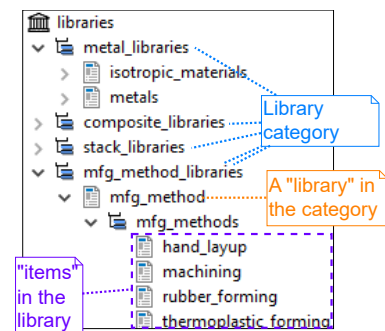 libraries
metal_libraries
isotropic_materials
metals
composite_libraries
stack_libraries
mfg_method_libraries
mfg_method
mfg_methods
hand_layup
machining
rubber_forming
thermoplastic_forming
Library
category
A "library" in
the category
"items"
in the
library